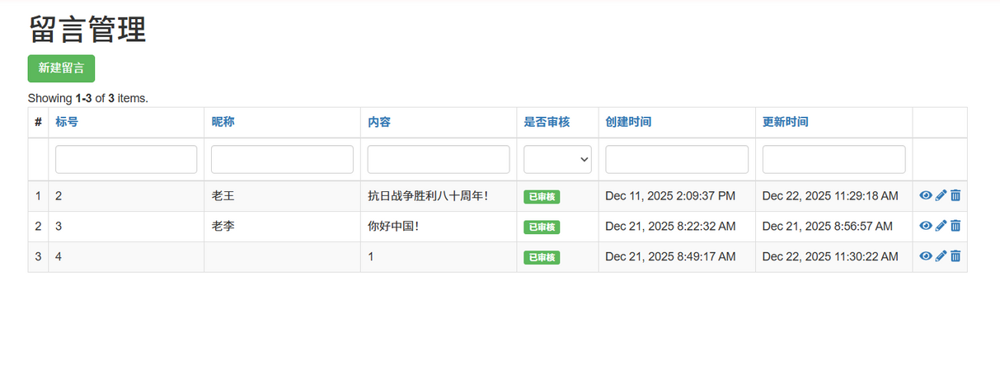 留言管理
新建留言
Showing 1-3 of 3 items.
# 标号 昵称 内容 是否审核 创建时间 更新时间
1 2 老王 抗日战争胜利八十周年！ 已审核 Dec 11, 2025 2:09:37 PM Dec 22, 2025 11:29:18 AM
2 3 老李 你好中国！ 已审核 Dec 21, 2025 8:22:32 AM Dec 21, 2025 8:56:57 AM
3 4 1 已审核 Dec 21, 2025 8:49:17 AM Dec 22, 2025 11:30:22 AM